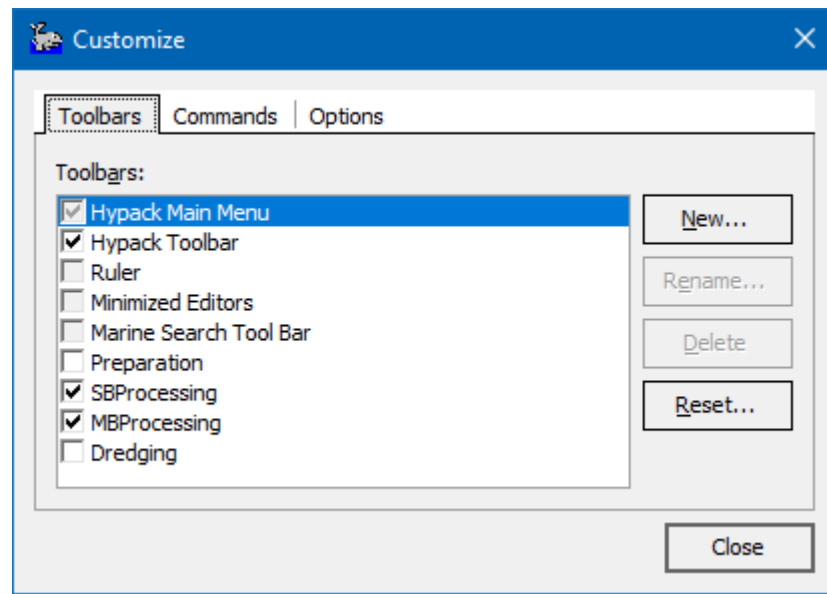 Customize
Toolbars Commands Options
Toolbars:
Hypack Main Menu
Hypack Toolbar
Ruler
Minimized Editors
Marine Search Tool Bar
Preparation
SBProcessing
MBProcessing
Dredging
New...
Rename...
Delete
Reset...
Close